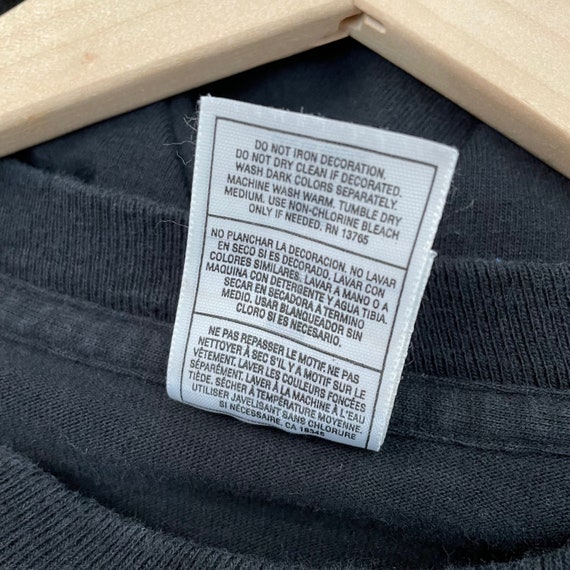 DO NOT IRON DECORATION.
DO NOT DRY CLEAN IF DECORATED.
WASH DARK COLORS SEPARATELY.
MACHINE WASH WARM. TUMBLE DRY
MEDIUM. USE NON-CHLORINE BLEACH
ONLY IF NEEDED. RN 13765
NO PLANCHAR LA DECORACION. NO LAVAR
EN SECO SI ES DECORADO, LAVAR CON
COLORES SIMILARES. LAVAR A MANO O A
MAQUINA CON DETERGENTE Y AGUA TIBIA.
SECAR EN SECADORA A TERMINO
MEDIO. USAR BLANQUEADOR SIN
CLORO SI ES NECESARIO.
NE PAS REPASSER LE MOTIF. NE PAS
NETTOYER À SEC S'IL Y A MOTIF SUR LE
VÊTEMENT. LAVER LES COULEURS FONCÉES
SÉPARÉMENT. LAVER À LA MACHINE À L'EAU
TIÈDE. SÉCHER À TEMPÉRATURE MOYENNE.
UTILISER JAVELISANT SANS CHLORURE
SI NÉCESSAIRE. CA 18345